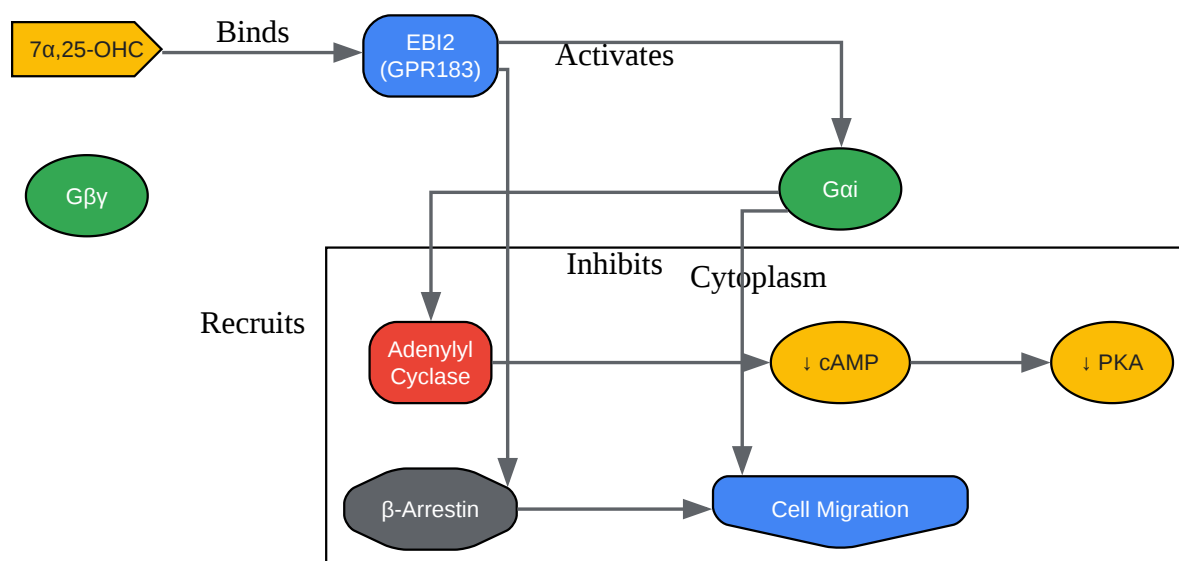 7α,25-OHC
Binds
EBI2
(GPR183)
Activates
Gβγ
Gαi
Inhibits
Cytoplasm
Recruits
Adenylyl
Cyclase
↓ cAMP
↓ PKA
β-Arrestin
Cell Migration